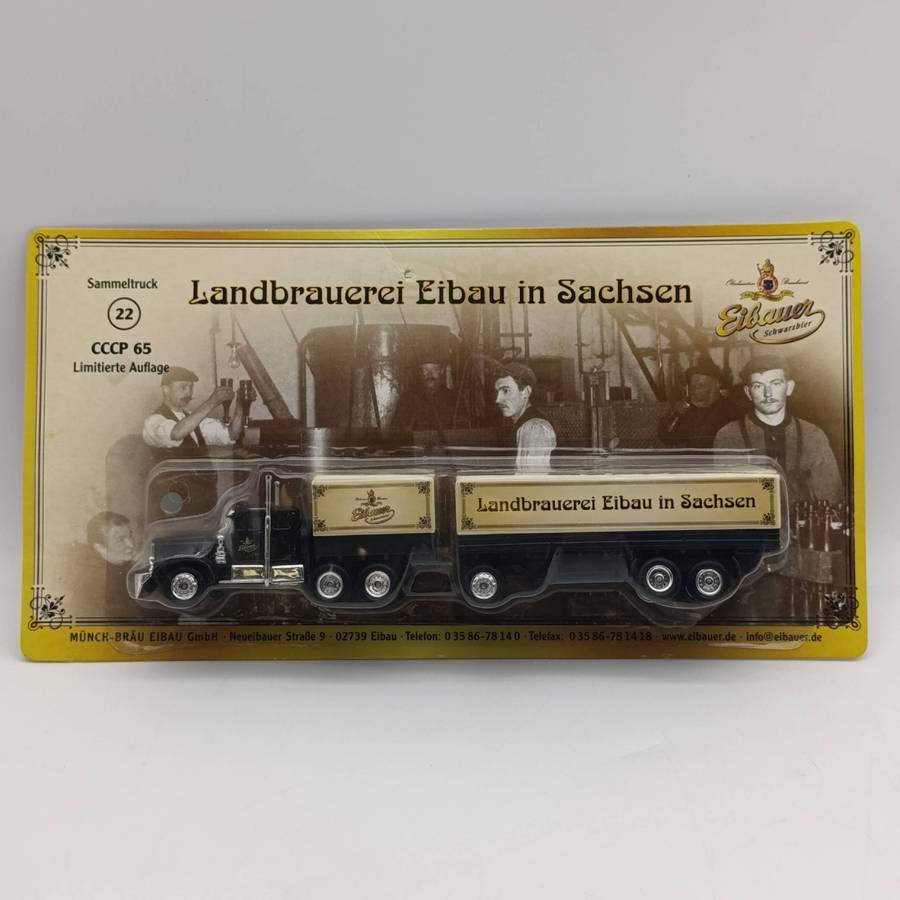 Sammeltruck
22
CCCP 65
Limitierte Auflage
Landbrauerei Eibau in Sachsen
Eibauer
Schwarzbier
Eibauer
Landbrauerei Eibau in Sachsen
MÜNCH-BRÄU EIBAU GmbH · Neueibauer Straße 9 · 02739 Eibau · Telefon: 0 35 86-78 14 0 · Telefax: 0 35 86-78 14 18 · www.eibauer.de · info@eibauer.de